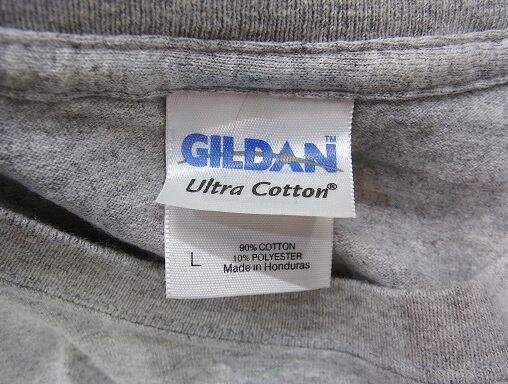 GILDAN™
Ultra Cotton®
L
90% COTTON
10% POLYESTER
Made in Honduras